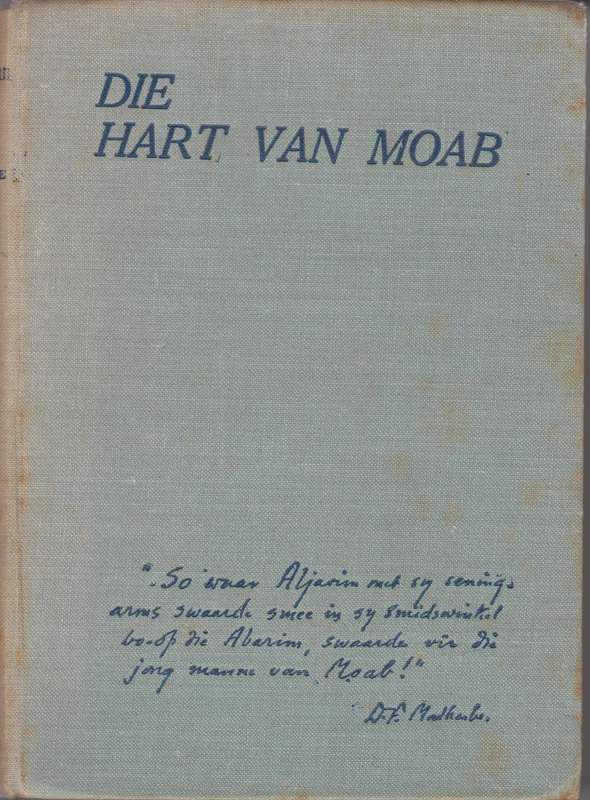 DIE
HART VAN MOAB
"So waar Aljarim met sy senings-
arms swaarde smee in sy smidswinkel
bo-op die Abarim, swaarde vir die
jong manne van Moab!"
D.F. Malherbe.